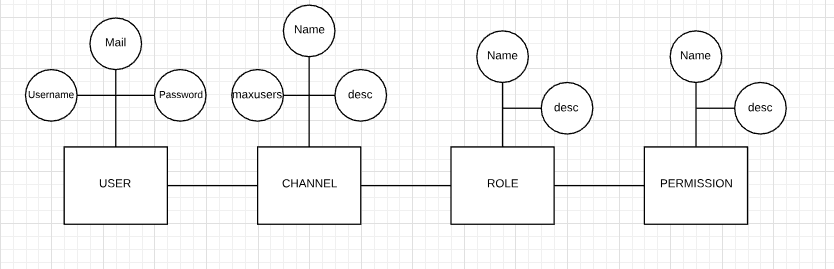 Mail
Username
Password
Name
maxusers
desc
Name
desc
Name
desc
USER
CHANNEL
ROLE
PERMISSION